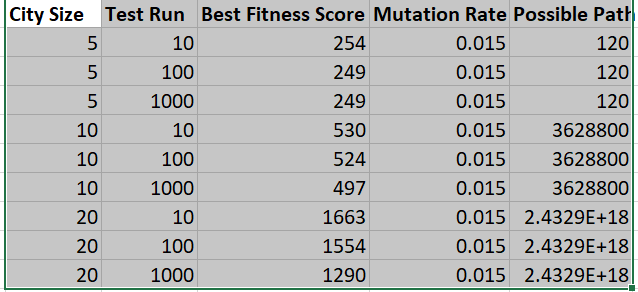 City Size Test Run Best Fitness Score Mutation Rate Possible Path
5 10 254 0.015 120
5 100 249 0.015 120
5 1000 249 0.015 120
10 10 530 0.015 3628800
10 100 524 0.015 3628800
10 1000 497 0.015 3628800
20 10 1663 0.015 2.4329E+18
20 100 1554 0.015 2.4329E+18
20 1000 1290 0.015 2.4329E+18